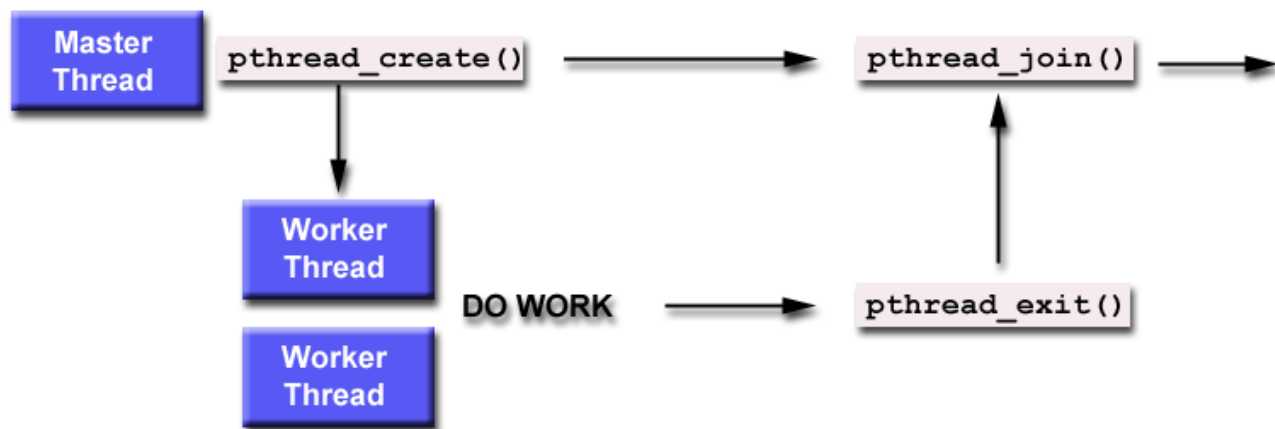 Master
Thread
pthread_create()
pthread_join()
Worker
Thread
DO WORK
pthread_exit()
Worker
Thread